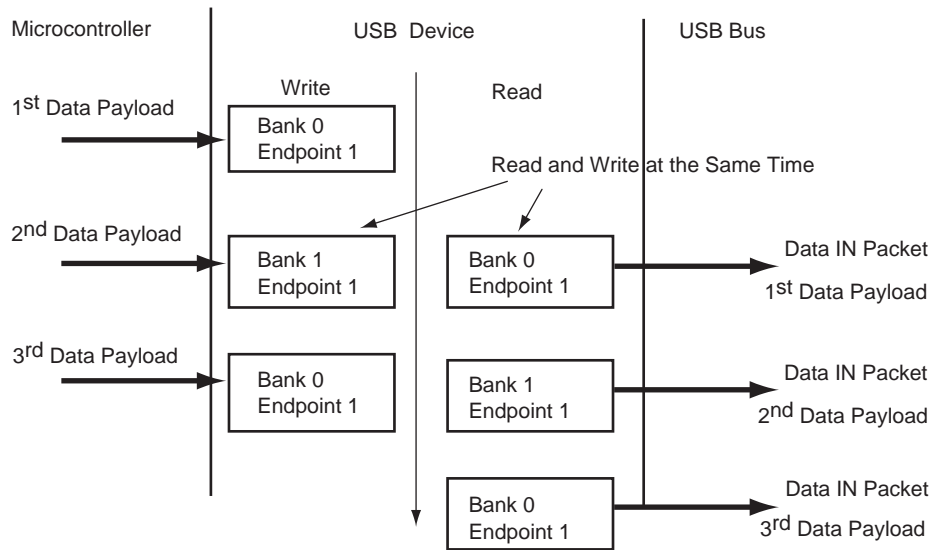 Microcontroller
USB Device
USB Bus
Write
Read
1st Data Payload
Bank 0
Endpoint 1
Read and Write at the Same Time
2nd Data Payload
Bank 1
Endpoint 1
Bank 0
Endpoint 1
Data IN Packet
1st Data Payload
3rd Data Payload
Bank 0
Endpoint 1
Bank 1
Endpoint 1
Data IN Packet
2nd Data Payload
Bank 0
Endpoint 1
Data IN Packet
3rd Data Payload